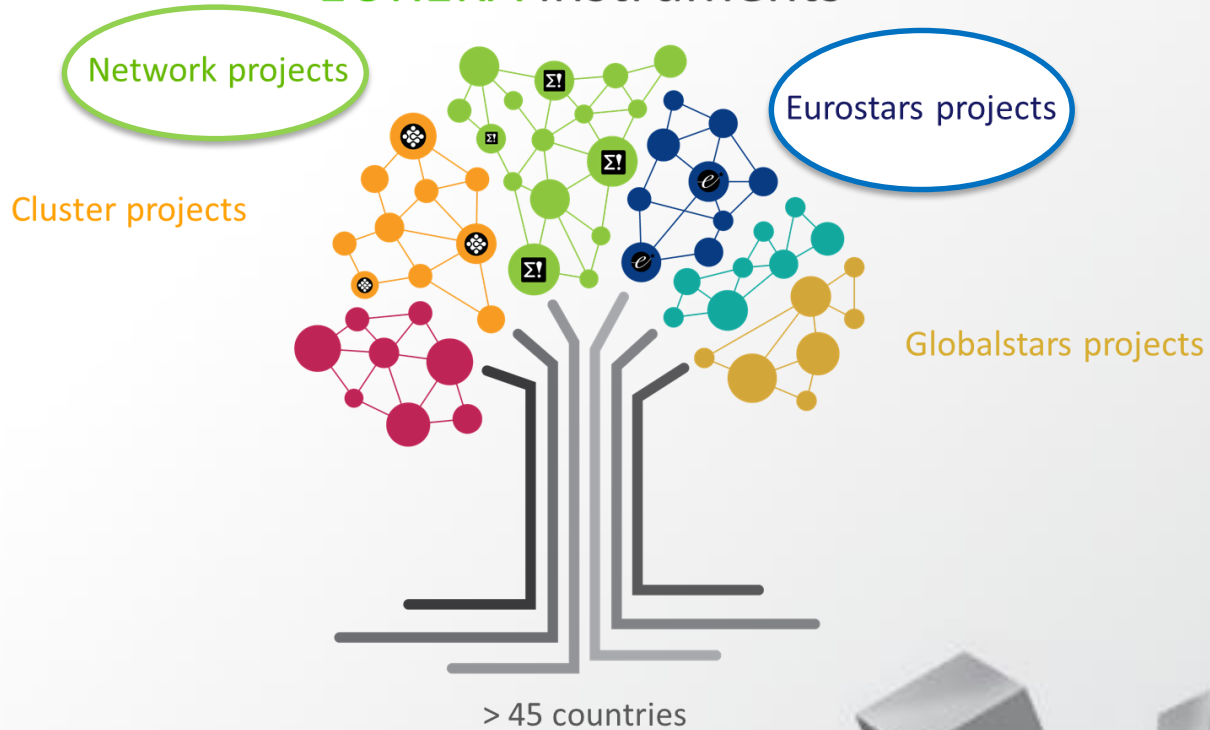 Network projects
Eurostars projects
Cluster projects
Globalstars projects
Σ!
Σ!
Σ!
Σ!
e
e
> 45 countries